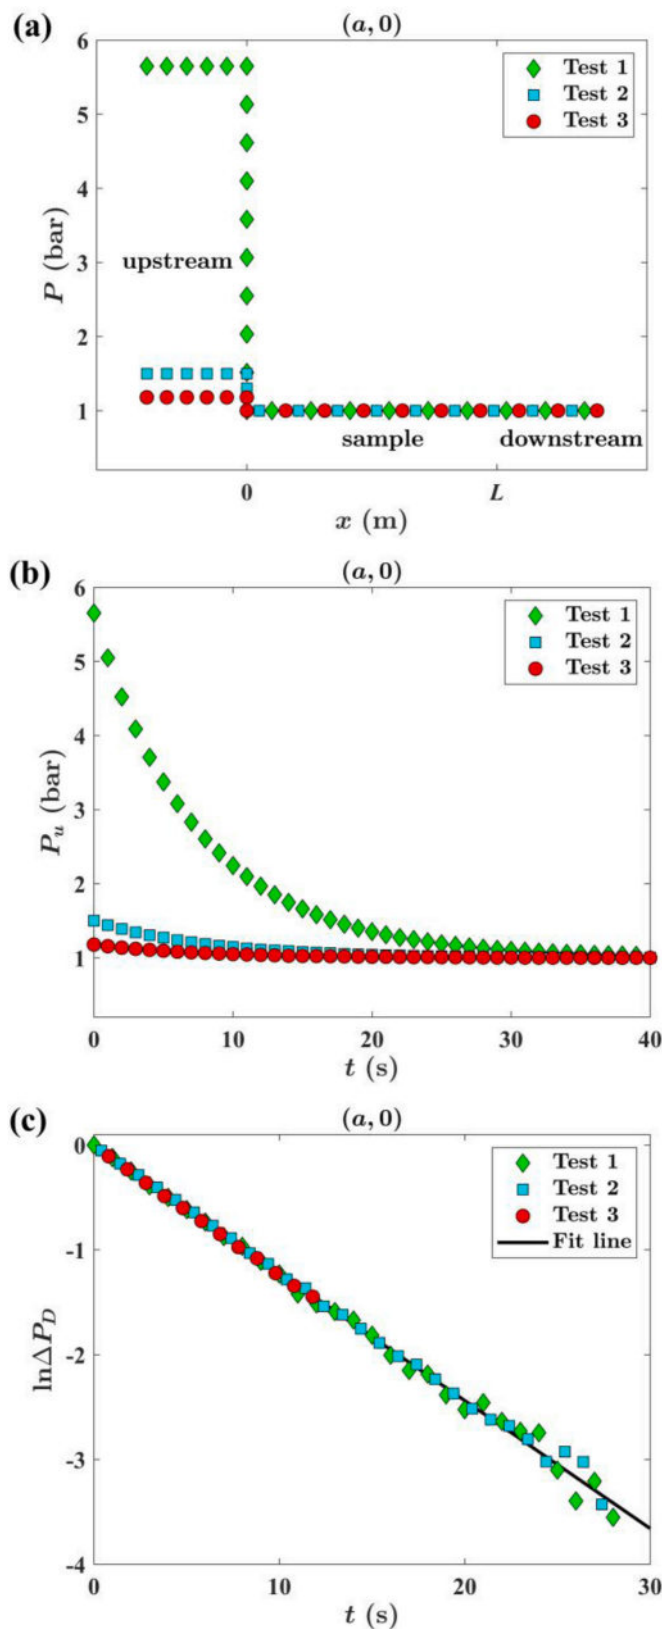 (a)
(a, 0)
6
5
4
3
2
1
P (bar)
Test 1
Test 2
Test 3
upstream
sample
downstream
0
L
x (m)
(b)
(a, 0)
6
5
4
3
2
1
P_u (bar)
Test 1
Test 2
Test 3
0 10 20 30 40
t (s)
(c)
(a, 0)
0
-1
-2
-3
-4
lnΔP_D
Test 1
Test 2
Test 3
Fit line
0 10 20 30
t (s)